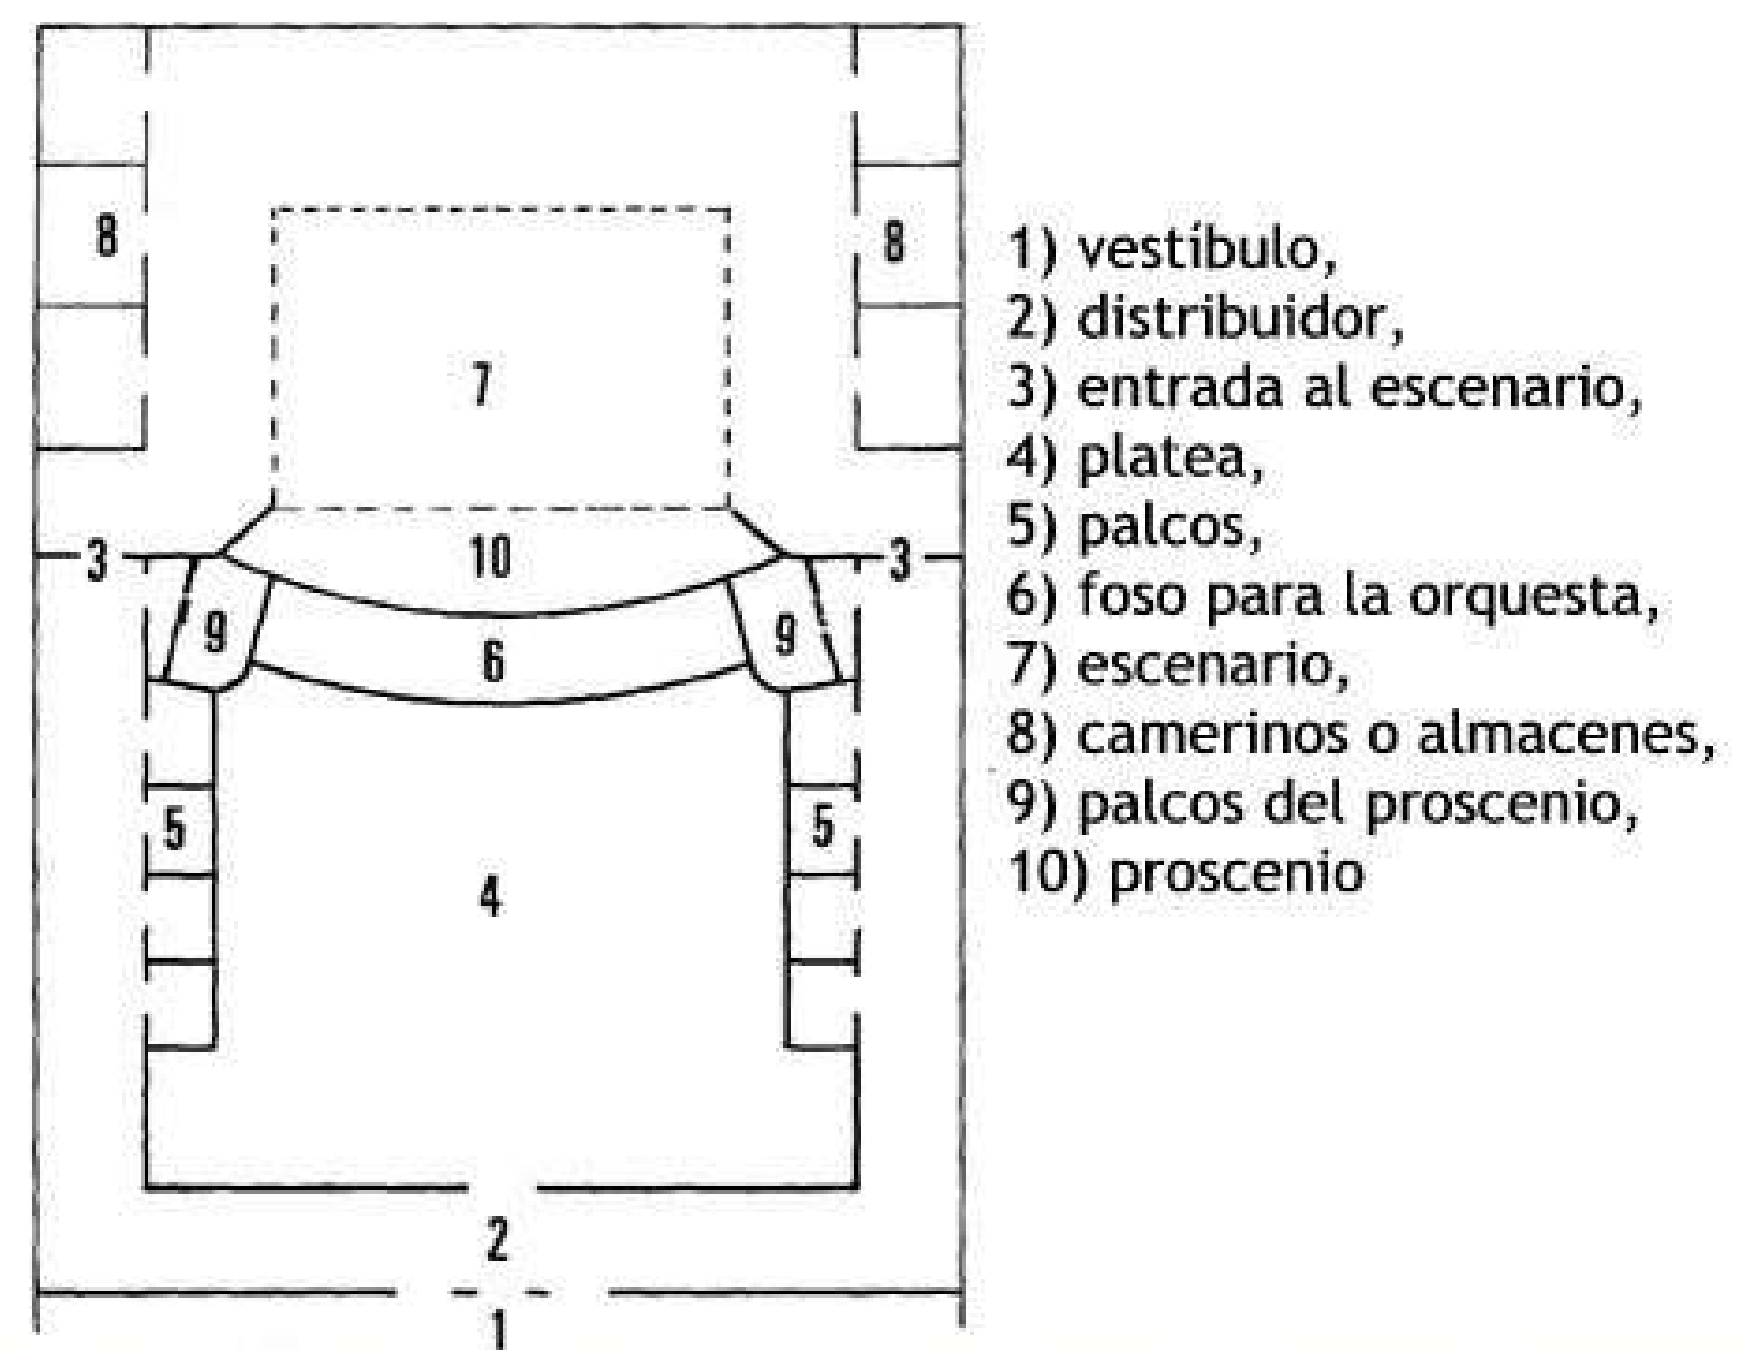 8
8
7
3
10
3
9
9
6
5
5
4
2
1
1) vestíbulo,
2) distribuidor,
3) entrada al escenario,
4) platea,
5) palcos,
6) foso para la orquesta,
7) escenario,
8) camerinos o almacenes,
9) palcos del proscenio,
10) proscenio